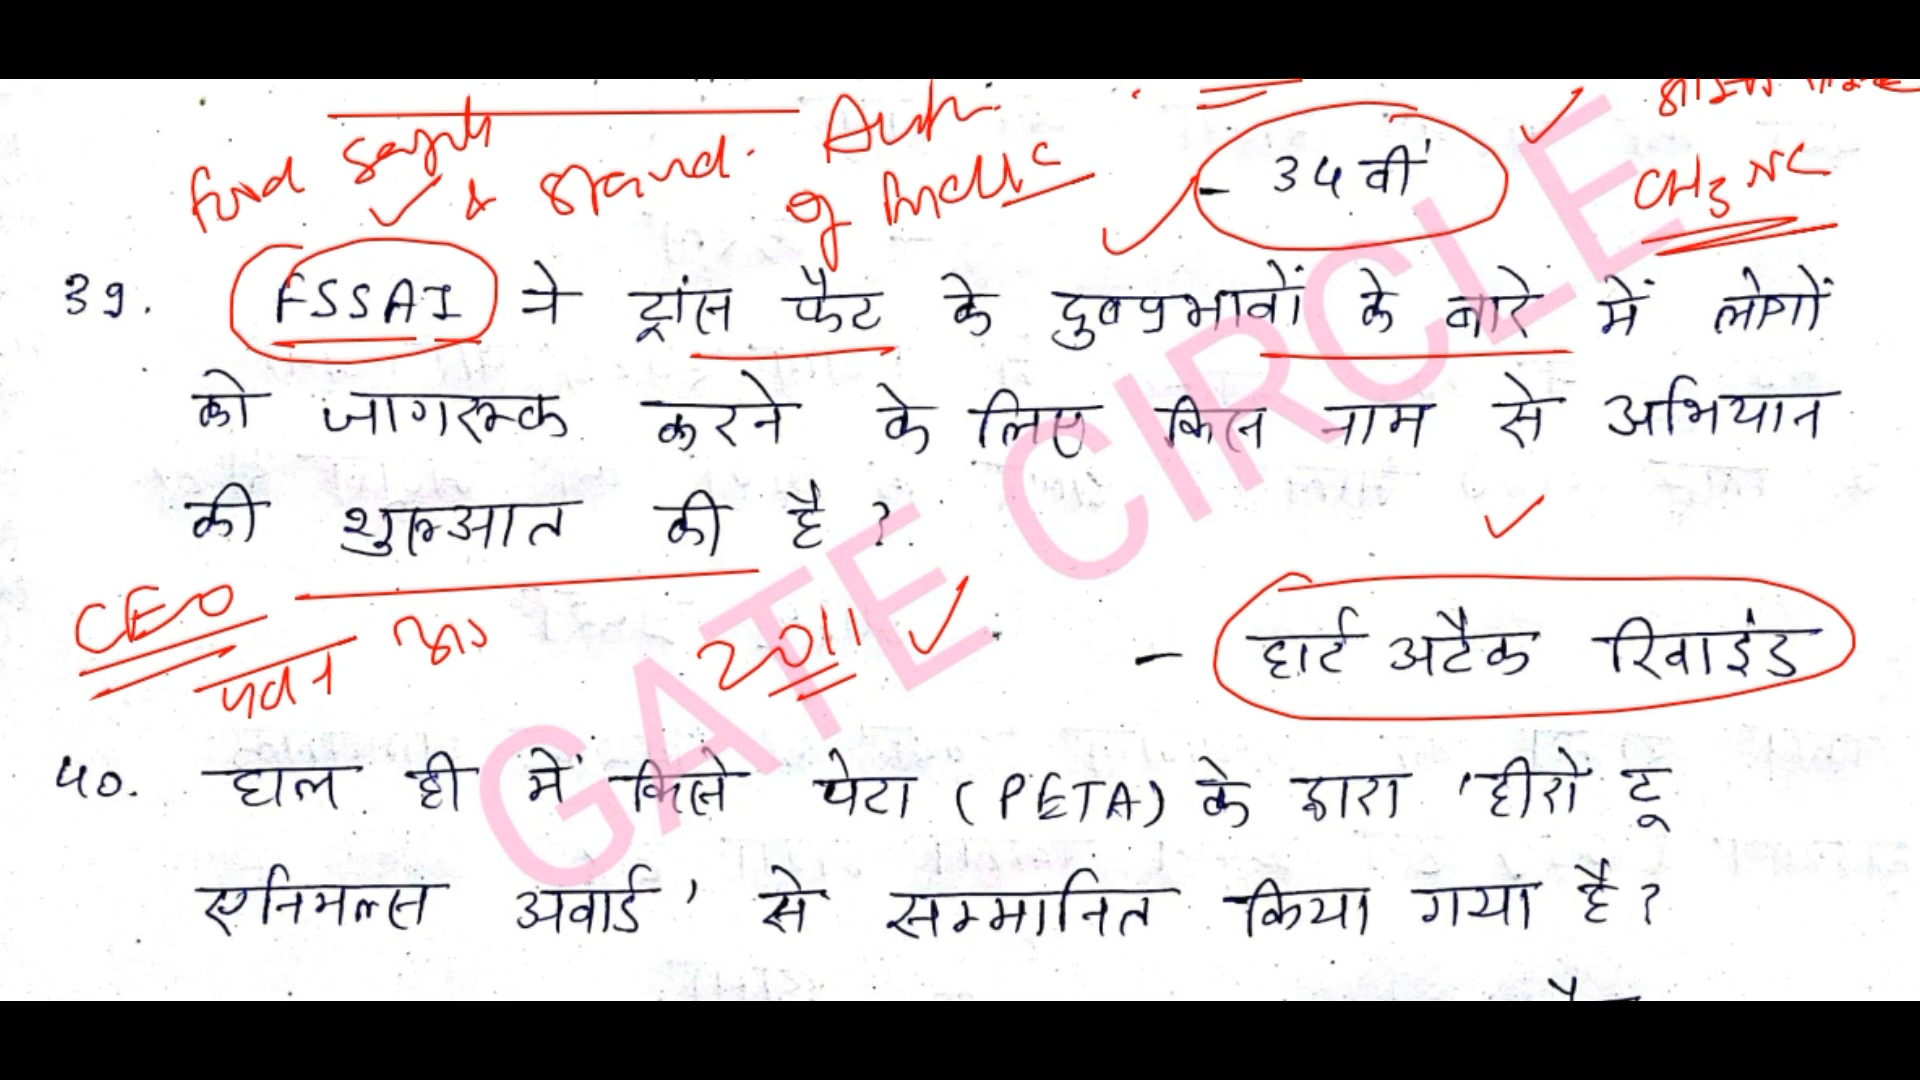 Food Safety & Stand. Auth.
of India
- 34वीं
CH3 NC
39. FSSAI ने ट्रांस फैट के दुष्प्रभावों के बारे में लोगों
को जागरूक करने के लिए किस नाम से अभियान
की शुरूआत की है ?
CEO
पवन
2011
- हार्ट अटैक रिवाइंड
40. हाल ही में किसे पेटा (PETA) के द्वारा 'हीरो टू
एनिमल्स अवार्ड' से सम्मानित किया गया है ?
GATE CIRCLE